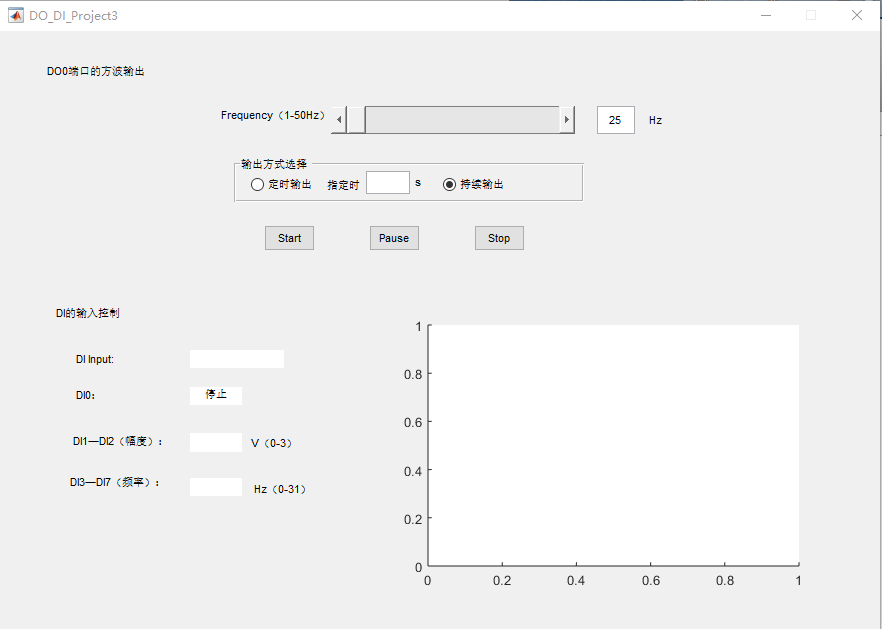 DO_DI_Project3
DO0端口的方波输出
Frequency（1-50Hz） 25 Hz
输出方式选择
定时输出 指定时 s 持续输出
Start Pause Stop
DI的输入控制
DI Input:
DI0： 停止
DI1—DI2（幅度）： V（0-3）
DI3—DI7（频率）： Hz（0-31）
1
0.8
0.6
0.4
0.2
0
0 0.2 0.4 0.6 0.8 1